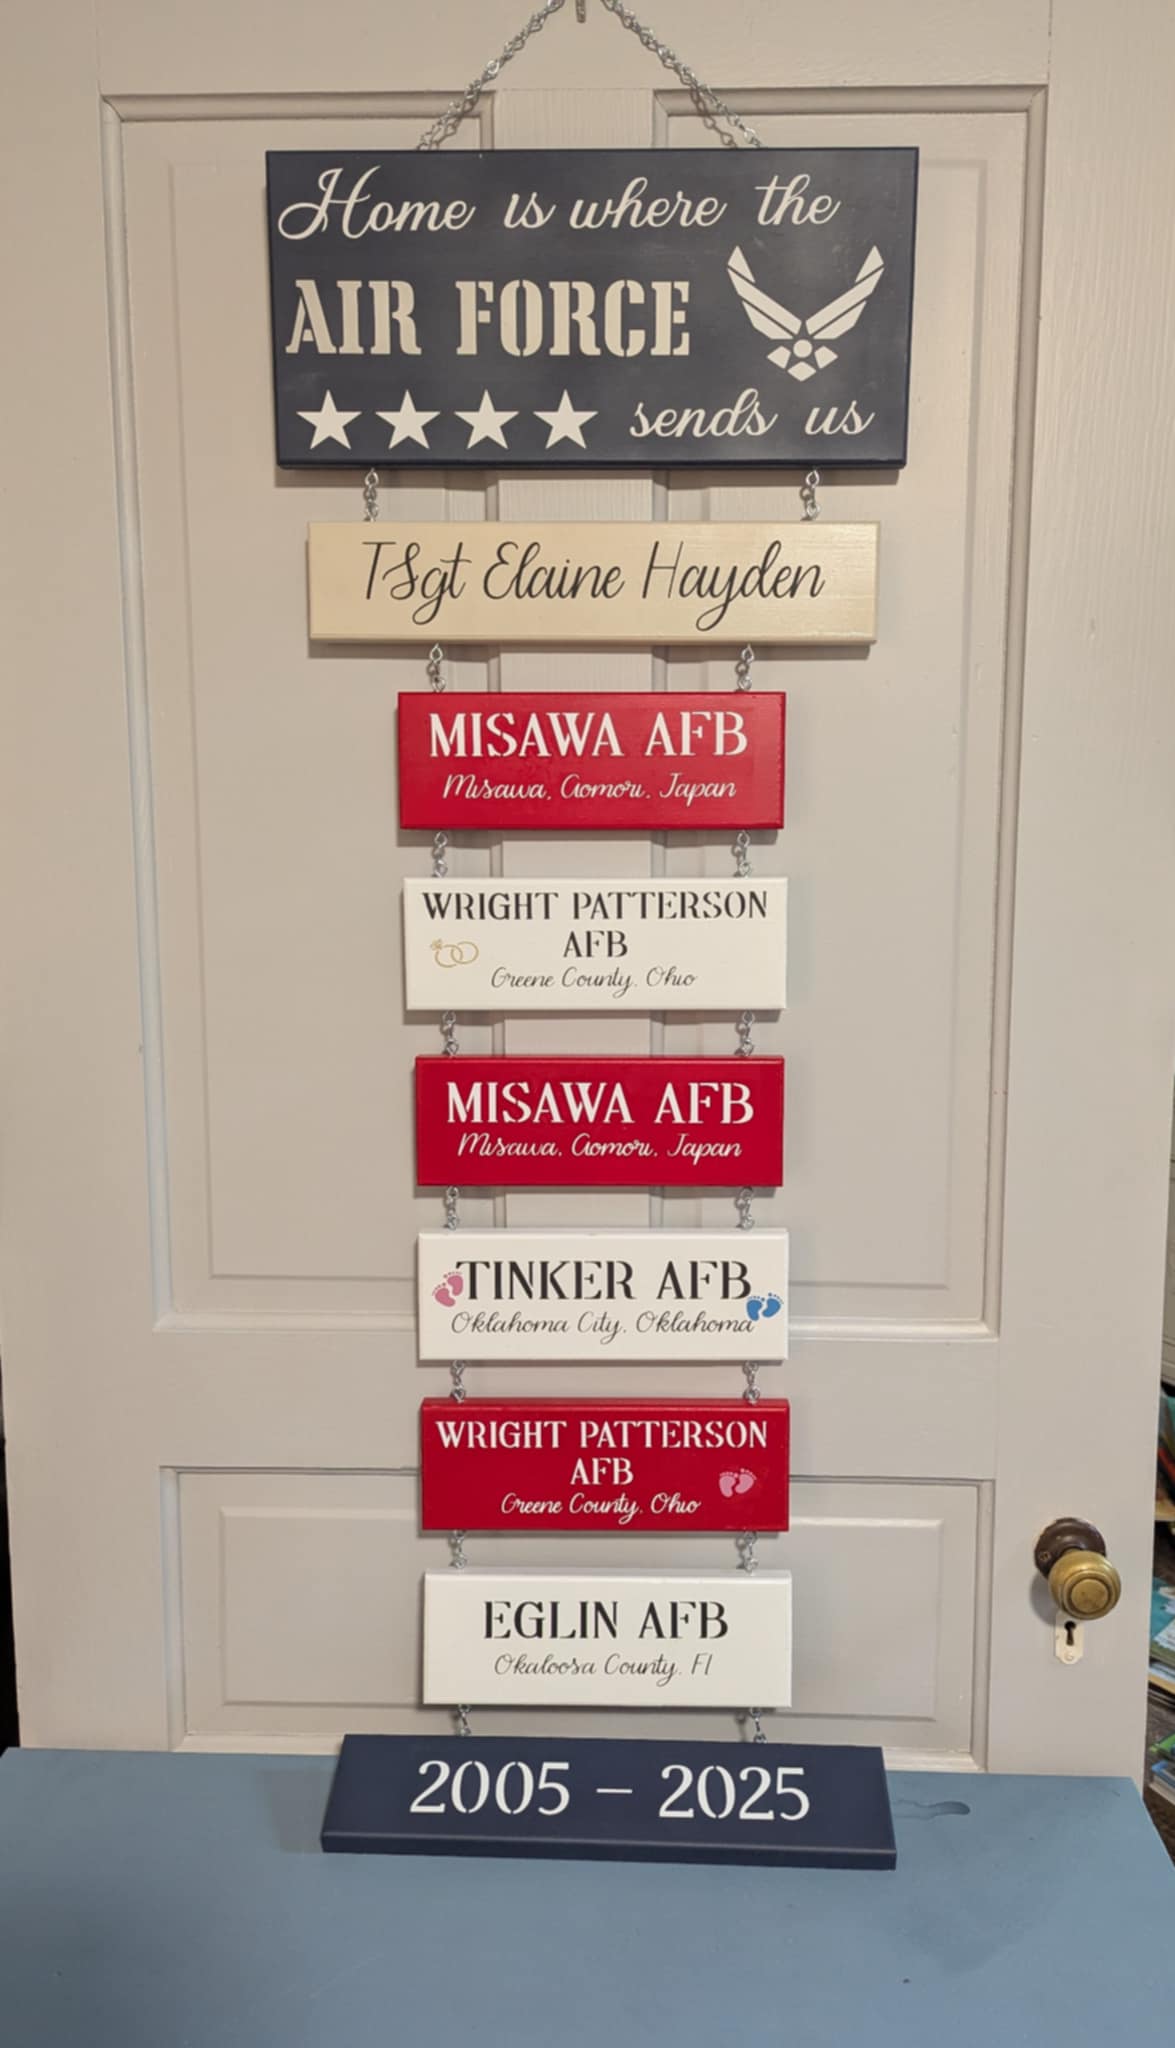 Home is where the
AIR FORCE
sends us
TSgt Elaine Hayden
MISAWA AFB
Misawa, Aomori, Japan
WRIGHT PATTERSON
AFB
Greene County, Ohio
MISAWA AFB
Misawa, Aomori, Japan
TINKER AFB
Oklahoma City, Oklahoma
WRIGHT PATTERSON
AFB
Greene County, Ohio
EGLIN AFB
Okaloosa County, Fl
2005 – 2025